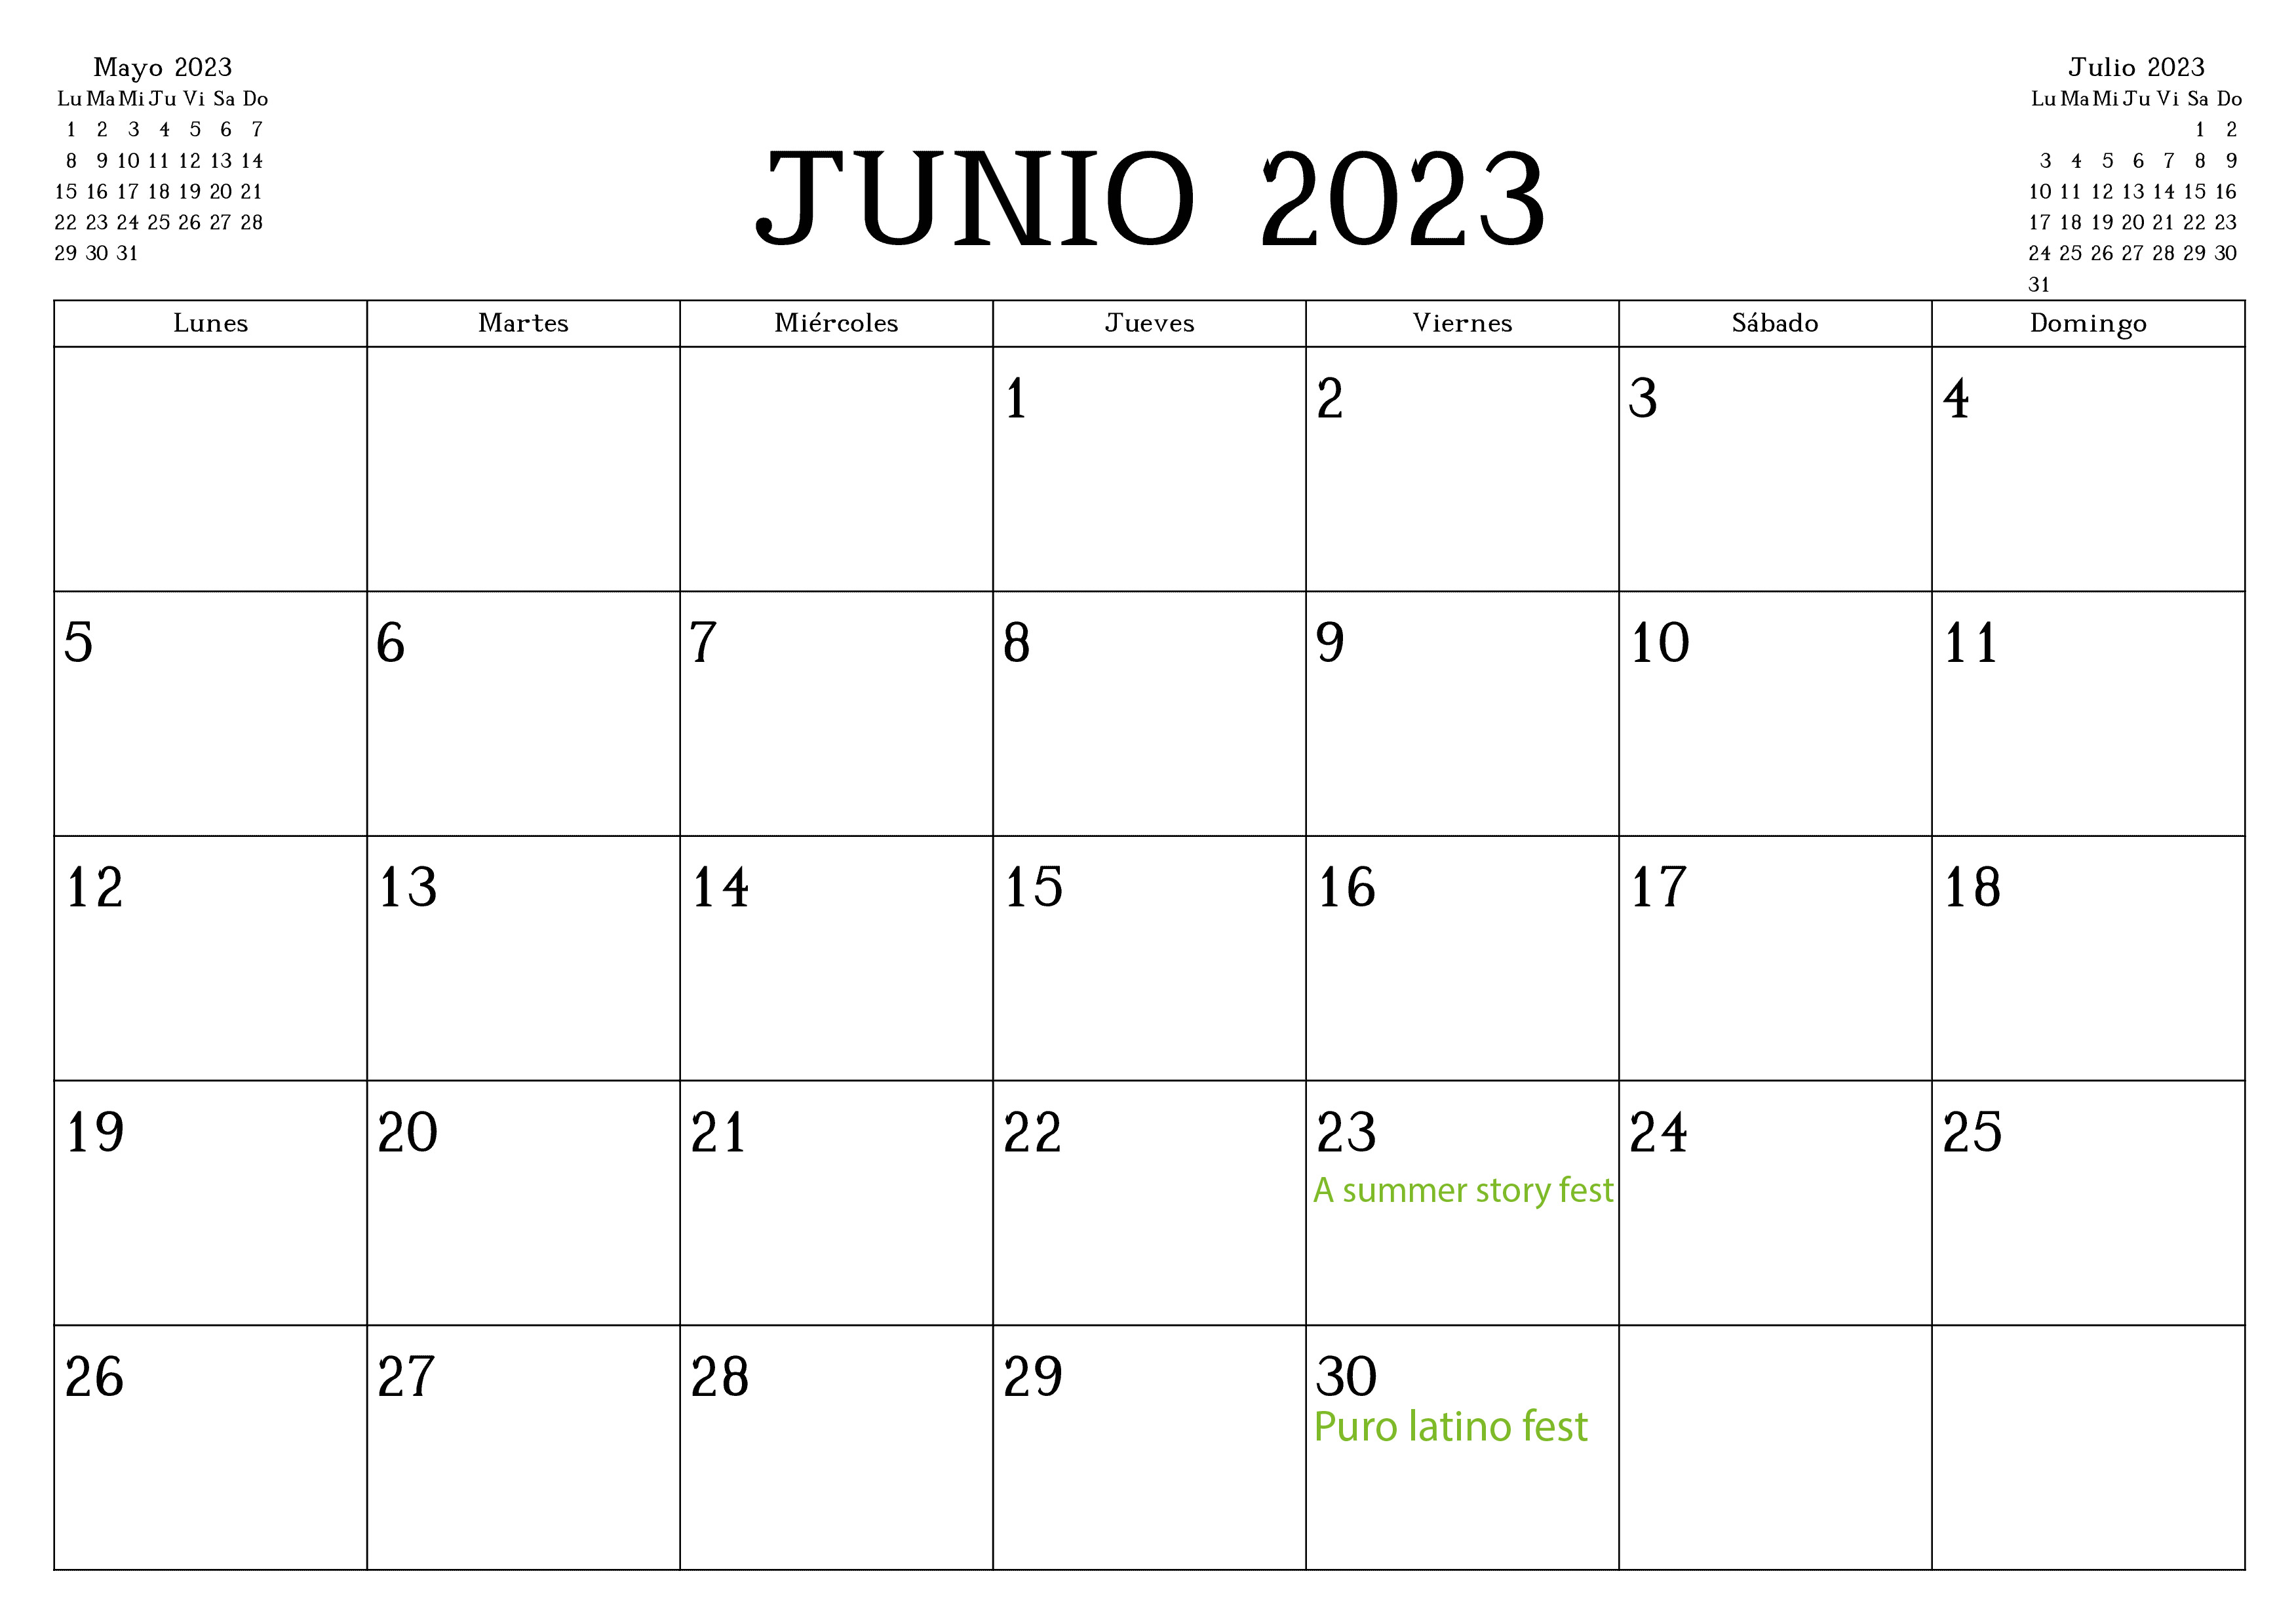 Mayo 2023
Lu Ma Mi Ju Vi Sa Do
1 2 3 4 5 6 7
8 9 10 11 12 13 14
15 16 17 18 19 20 21
22 23 24 25 26 27 28
29 30 31
JUNIO 2023
Julio 2023
Lu Ma Mi Ju Vi Sa Do
1 2
3 4 5 6 7 8 9
10 11 12 13 14 15 16
17 18 19 20 21 22 23
24 25 26 27 28 29 30
31
Lunes Martes Miércoles Jueves Viernes Sábado Domingo
1 2 3 4
5 6 7 8 9 10 11
12 13 14 15 16 17 18
19 20 21 22 23 24 25
A summer story fest
26 27 28 29 30
Puro latino fest